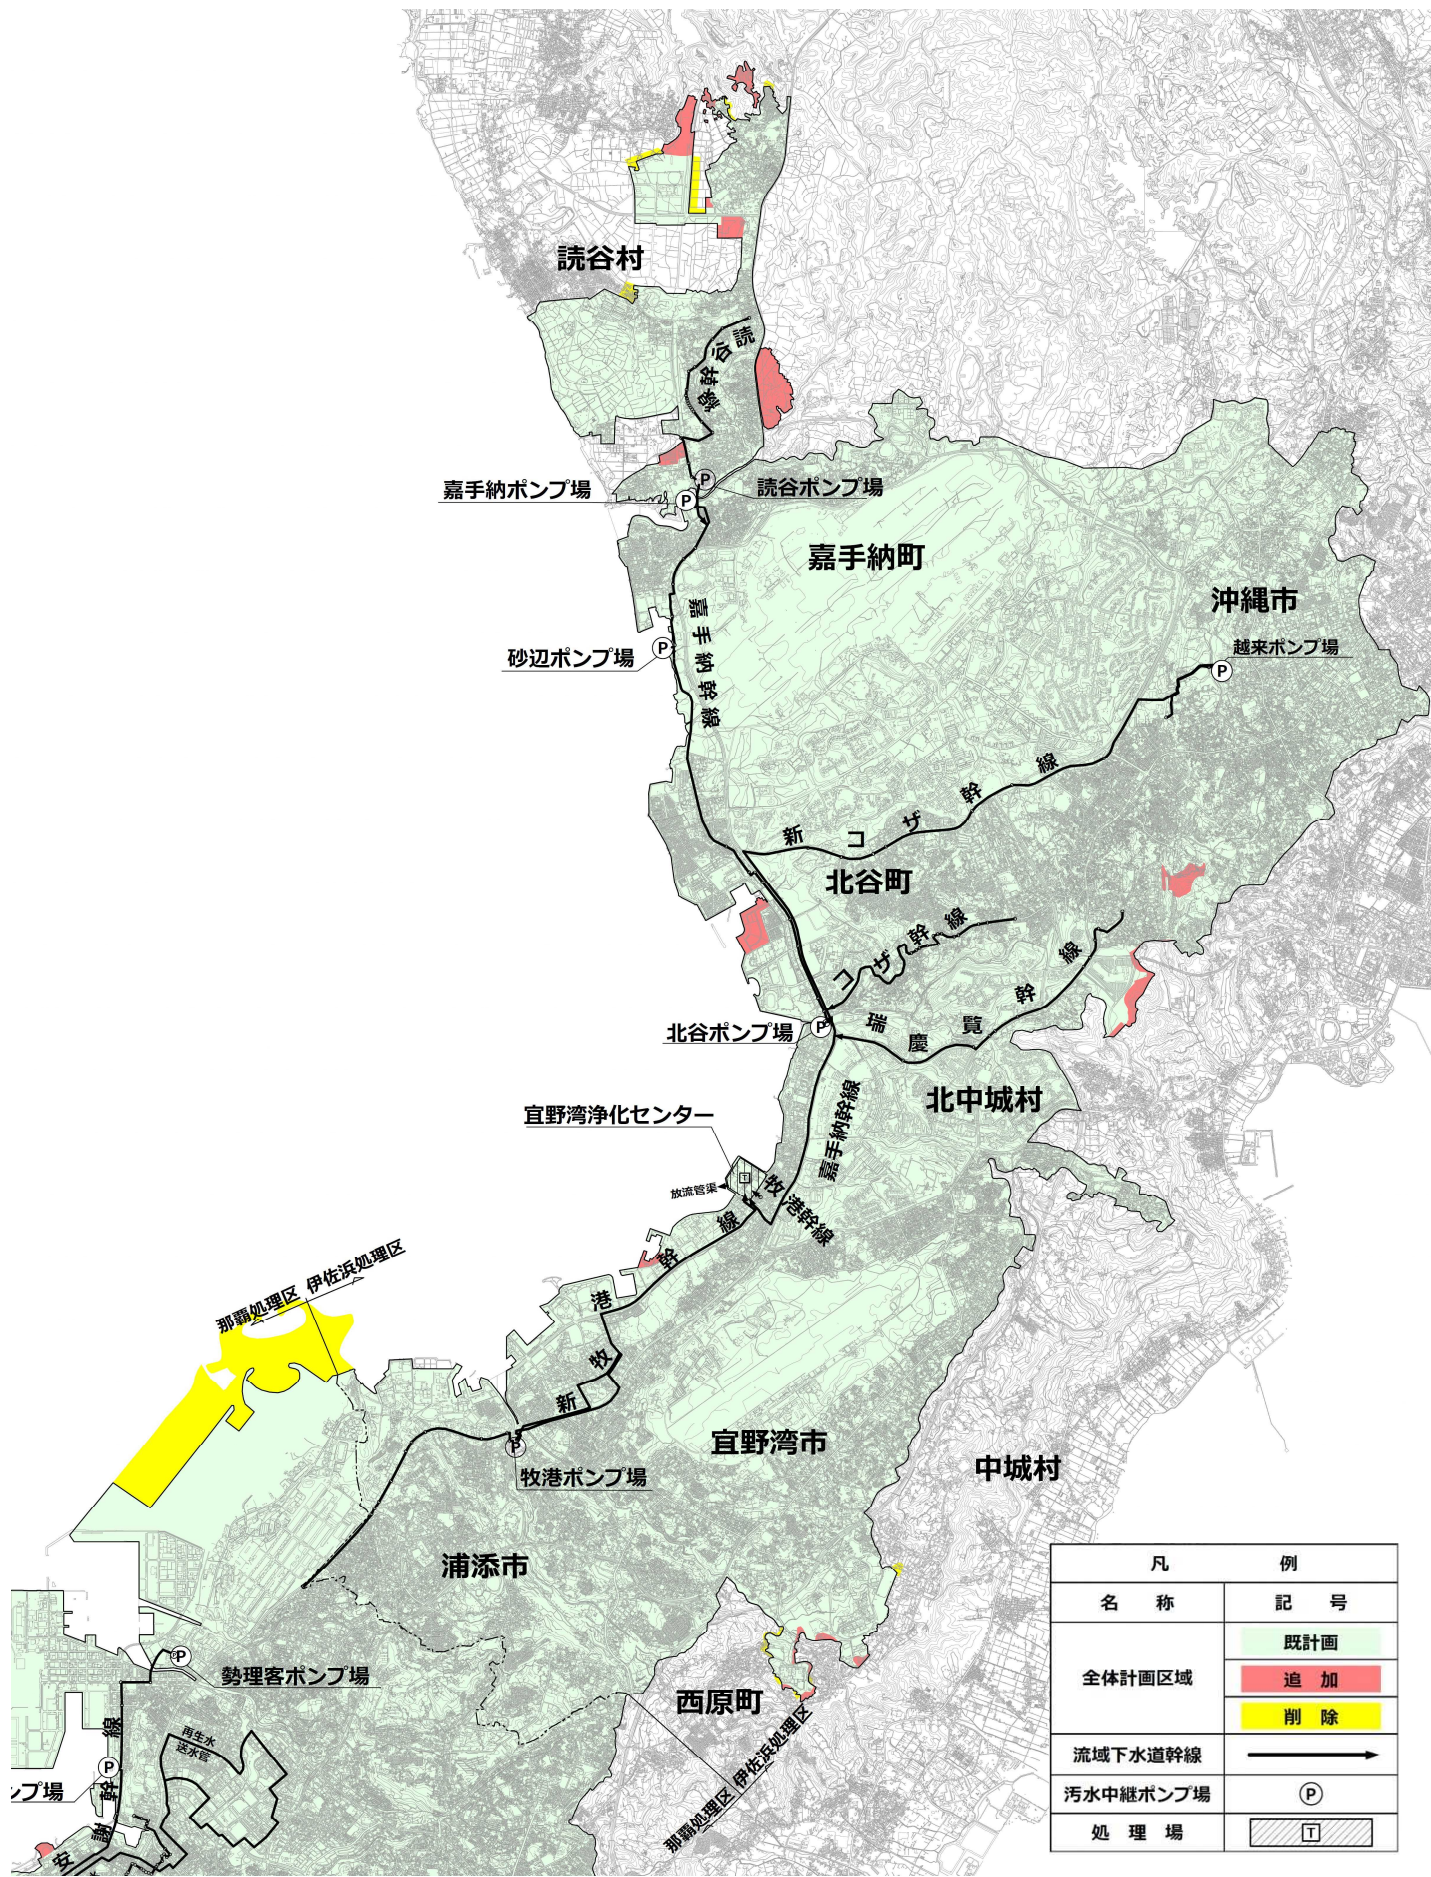 読谷村
読谷幹線
嘉手納ポンプ場
P
P
読谷ポンプ場
嘉手納町
沖縄市
嘉手納幹線
砂辺ポンプ場
P
越来ポンプ場
P
新コザ幹線
北谷町
コザ幹線
瑞慶覧幹線
北谷ポンプ場
P
北中城村
嘉手納幹線
宜野湾浄化センター
T
放流管渠
牧港幹線
新牧港幹線
那覇処理区 伊佐浜処理区
宜野湾市
中城村
P
牧港ポンプ場
浦添市
P
勢理客ポンプ場
西原町
那覇処理区 伊佐浜処理区
再生水
送水管
P
ンプ場
安謝幹線
凡 例
名 称 記 号
全体計画区域
既計画
追 加
削 除
流域下水道幹線
汚水中継ポンプ場 P
処 理 場 T